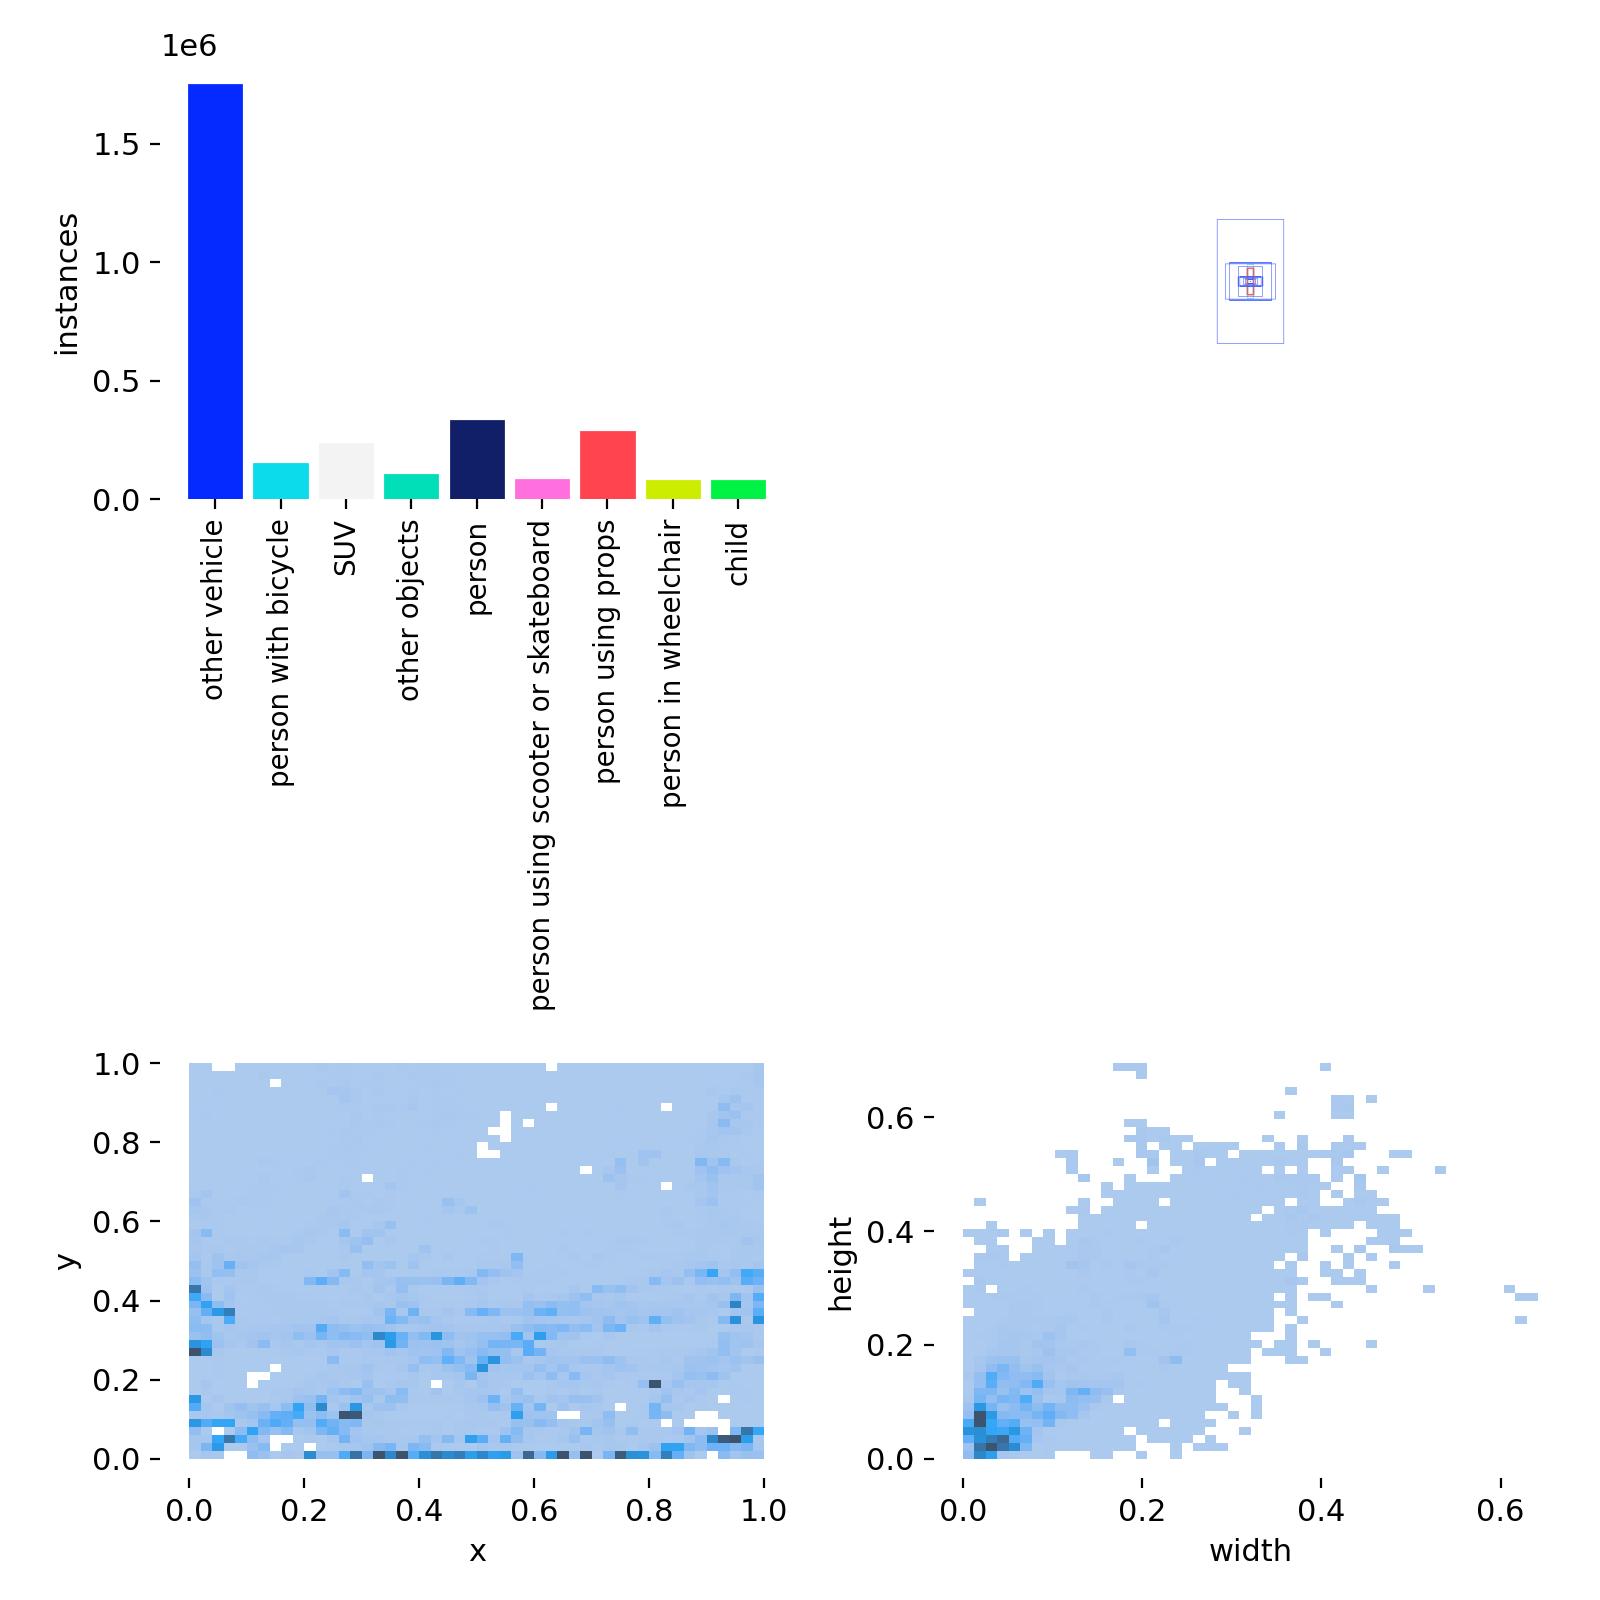 1e6
instances
1.5
1.0
0.5
0.0
other vehicle
person with bicycle
SUV
other objects
person
person using scooter or skateboard
person using props
person in wheelchair
child
y
1.0
0.8
0.6
0.4
0.2
0.0
0.0 0.2 0.4 0.6 0.8 1.0
x
height
0.6
0.4
0.2
0.0
0.0 0.2 0.4 0.6
width